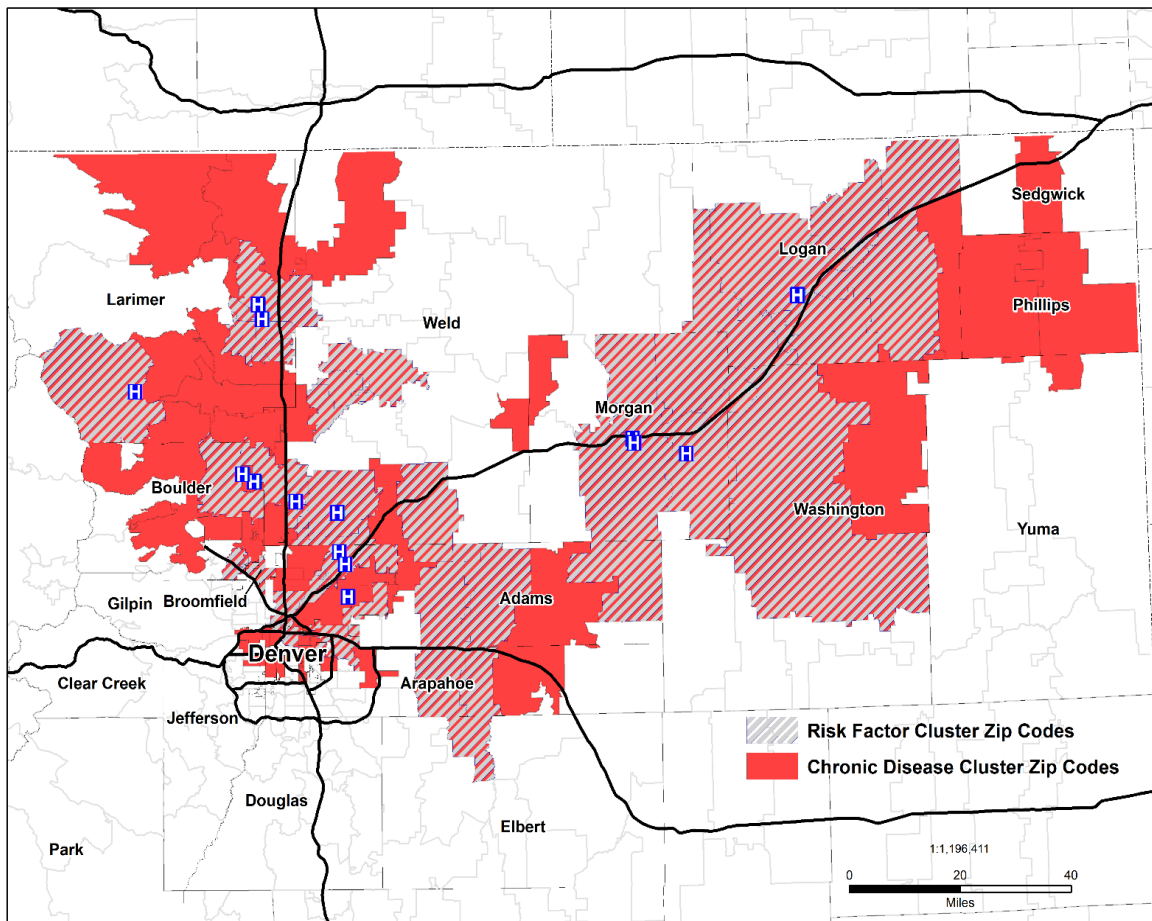 Sedgwick
Logan
Larimer
Phillips
Weld
H
H
H
H
Morgan
H
H
H
H
Boulder
H
H
Washington
Yuma
H
H
Gilpin
Broomfield
H
Adams
Denver
Clear Creek
Arapahoe
Jefferson
Risk Factor Cluster Zip Codes
Chronic Disease Cluster Zip Codes
Douglas
Elbert
Park
1:1,196,411
0 20 40
Miles